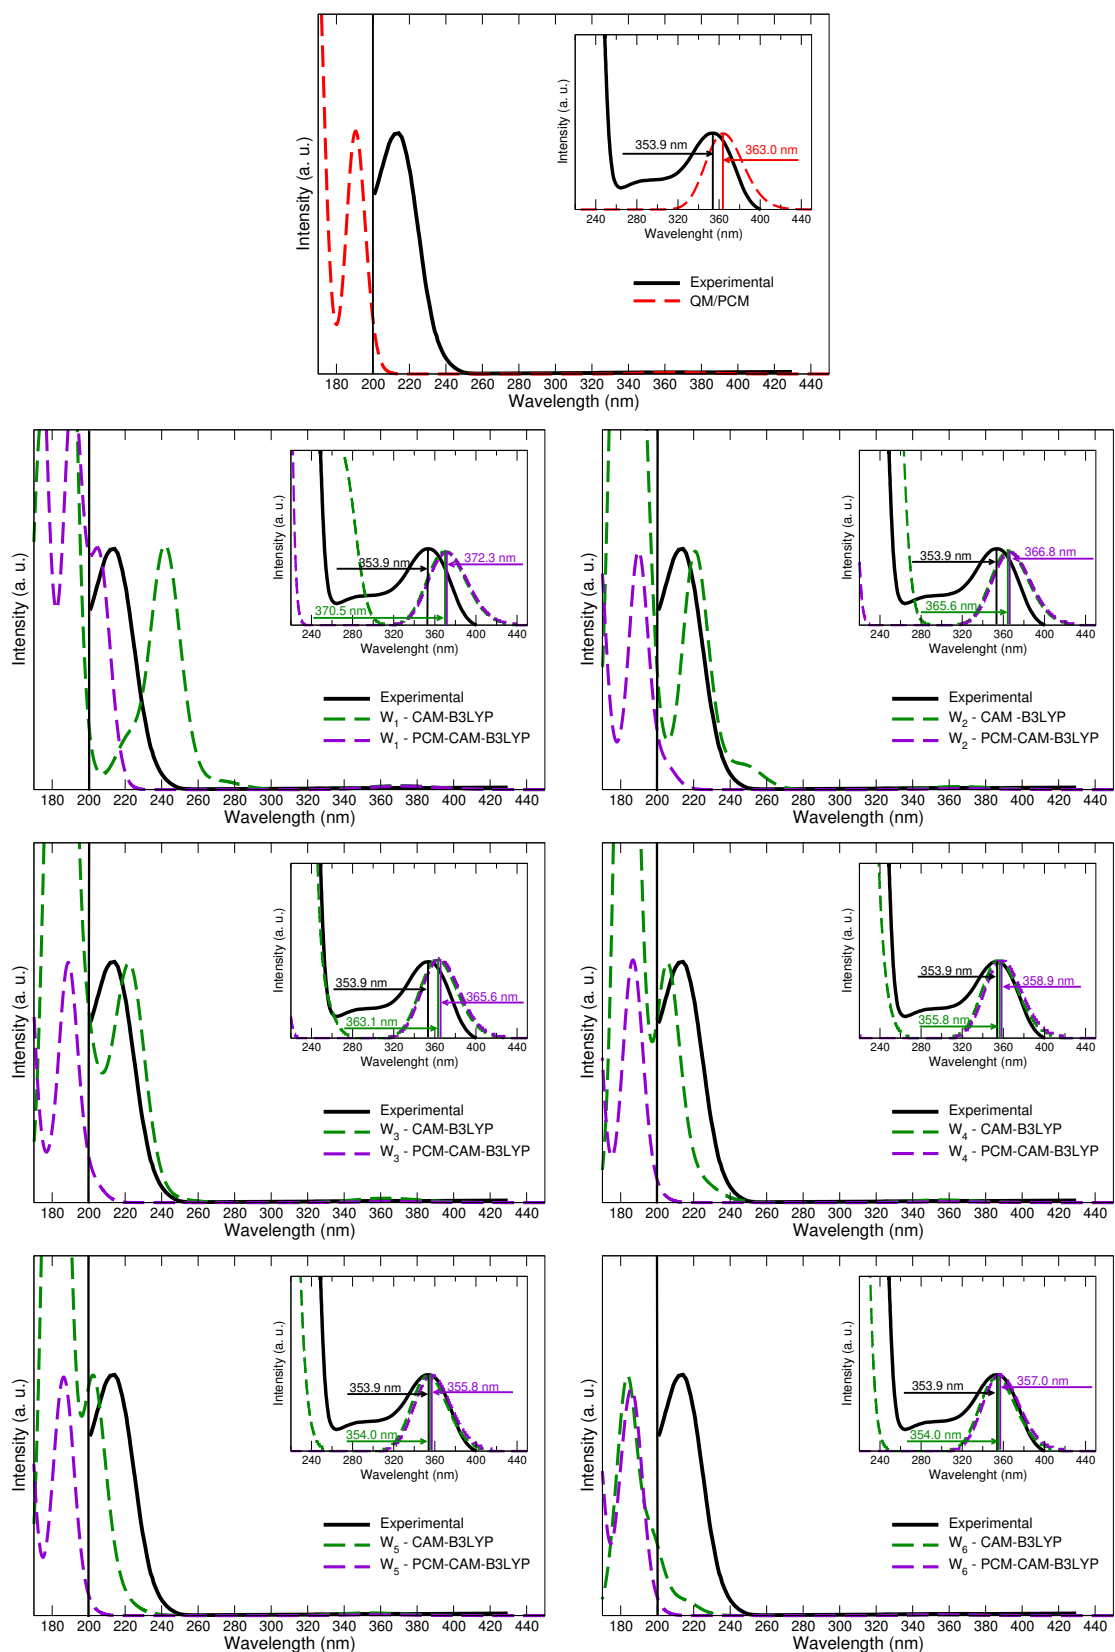 Intensity (a. u.)
Intensity (a. u.)
353.9 nm
363.0 nm
240 280 320 360 400 440
Wavelenght (nm)
Experimental
QM/PCM
180 200 220 240 260 280 300 320 340 360 380 400 420 440
Wavelength (nm)
Intensity (a. u.)
Intensity (a. u.)
353.9 nm
372.3 nm
370.5 nm
240 280 320 360 400 440
Wavelenght (nm)
Experimental
W1 - CAM-B3LYP
W1 - PCM-CAM-B3LYP
180 200 220 240 260 280 300 320 340 360 380 400 420 440
Wavelength (nm)
Intensity (a. u.)
Intensity (a. u.)
353.9 nm
366.8 nm
365.6 nm
240 280 320 360 400 440
Wavelenght (nm)
Experimental
W2 - CAM -B3LYP
W2 - PCM-CAM-B3LYP
180 200 220 240 260 280 300 320 340 360 380 400 420 440
Wavelength (nm)
Intensity (a. u.)
Intensity (a. u.)
353.9 nm
365.6 nm
363.1 nm
240 280 320 360 400 440
Wavelenght (nm)
Experimental
W3 - CAM-B3LYP
W3 - PCM-CAM-B3LYP
180 200 220 240 260 280 300 320 340 360 380 400 420 440
Wavelength (nm)
Intensity (a. u.)
Intensity (a. u.)
353.9 nm
358.9 nm
355.8 nm
240 280 320 360 400 440
Wavelenght (nm)
Experimental
W4 - CAM-B3LYP
W4 - PCM-CAM-B3LYP
180 200 220 240 260 280 300 320 340 360 380 400 420 440
Wavelength (nm)
Intensity (a. u.)
Intensity (a. u.)
353.9 nm
355.8 nm
354.0 nm
240 280 320 360 400 440
Wavelenght (nm)
Experimental
W5 - CAM-B3LYP
W5 - PCM-CAM-B3LYP
180 200 220 240 260 280 300 320 340 360 380 400 420 440
Wavelength (nm)
Intensity (a. u.)
Intensity (a. u.)
353.9 nm
357.0 nm
354.0 nm
240 280 320 360 400 440
Wavelenght (nm)
Experimental
W6 - CAM-B3LYP
W6 - PCM-CAM-B3LYP
180 200 220 240 260 280 300 320 340 360 380 400 420 440
Wavelength (nm)